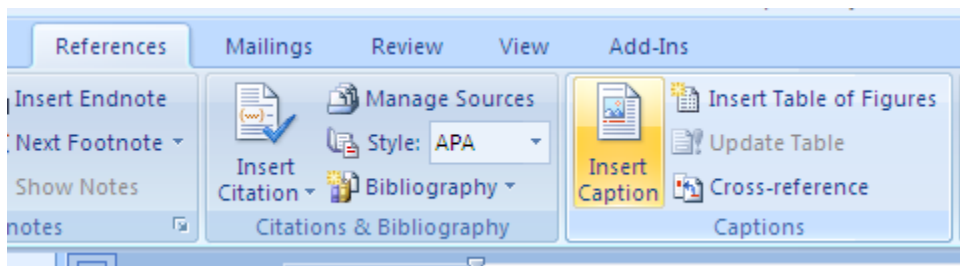 References Mailings Review View Add-Ins
Insert Endnote
Next Footnote
Show Notes
notes
Insert
Citation
Manage Sources
Style: APA
Bibliography
Citations & Bibliography
Insert
Caption
Insert Table of Figures
Update Table
Cross-reference
Captions